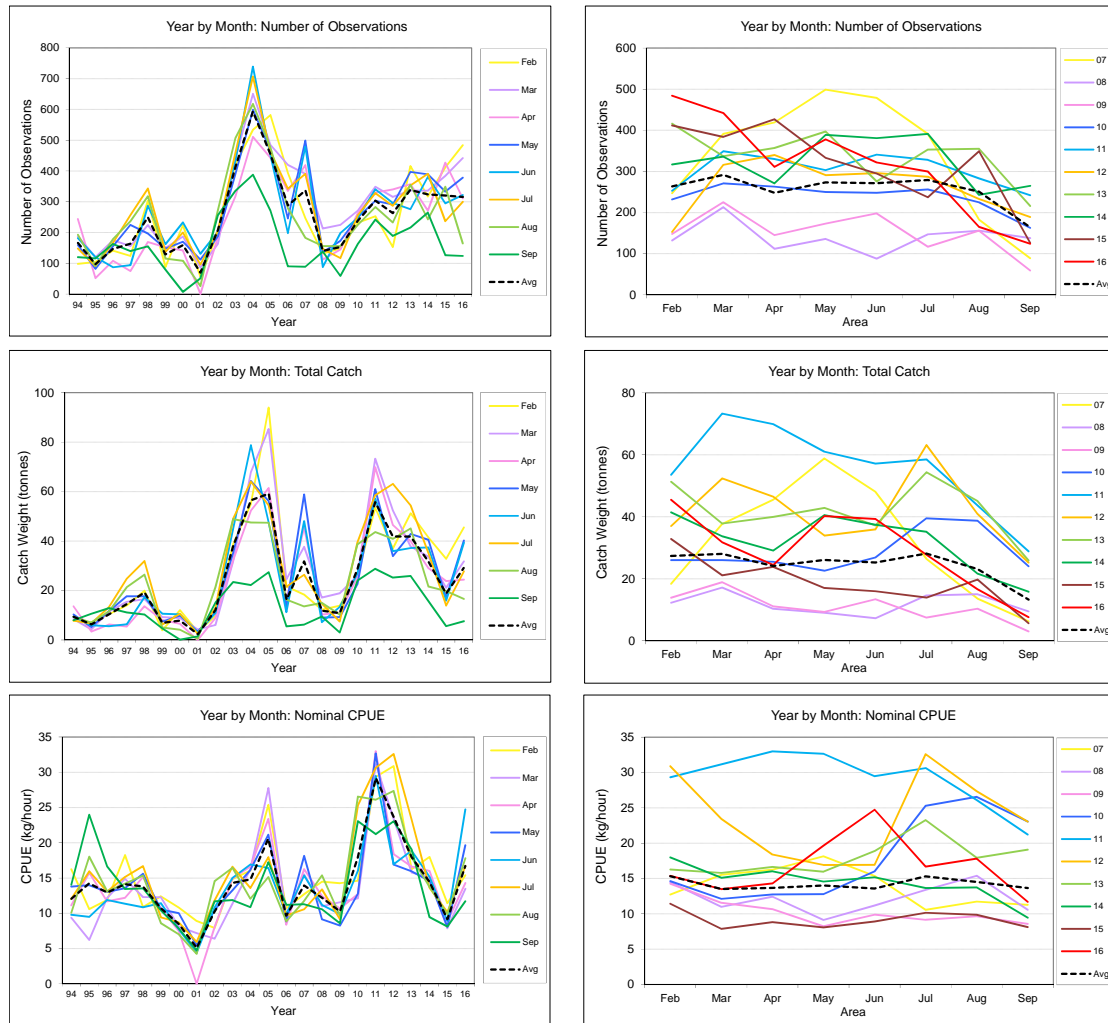 Year by Month: Number of Observations
Number of Observations
800
700
600
500
400
300
200
100
0
94 95 96 97 98 99 00 01 02 03 04 05 06 07 08 09 10 11 12 13 14 15 16
Year
Feb
Mar
Apr
May
Jun
Jul
Aug
Sep
Avg
Year by Month: Number of Observations
Number of Observations
600
500
400
300
200
100
0
Feb Mar Apr May Jun Jul Aug Sep
Area
07
08
09
10
11
12
13
14
15
16
Avg
Year by Month: Total Catch
Catch Weight (tonnes)
100
80
60
40
20
0
94 95 96 97 98 99 00 01 02 03 04 05 06 07 08 09 10 11 12 13 14 15 16
Year
Feb
Mar
Apr
May
Jun
Jul
Aug
Sep
Avg
Year by Month: Total Catch
Catch Weight (tonnes)
80
60
40
20
0
Feb Mar Apr May Jun Jul Aug Sep
Area
07
08
09
10
11
12
13
14
15
16
Avg
Year by Month: Nominal CPUE
CPUE (kg/hour)
35
30
25
20
15
10
5
0
94 95 96 97 98 99 00 01 02 03 04 05 06 07 08 09 10 11 12 13 14 15 16
Year
Feb
Mar
Apr
May
Jun
Jul
Aug
Sep
Avg
Year by Month: Nominal CPUE
CPUE (kg/hour)
35
30
25
20
15
10
5
0
Feb Mar Apr May Jun Jul Aug Sep
Area
07
08
09
10
11
12
13
14
15
16
Avg